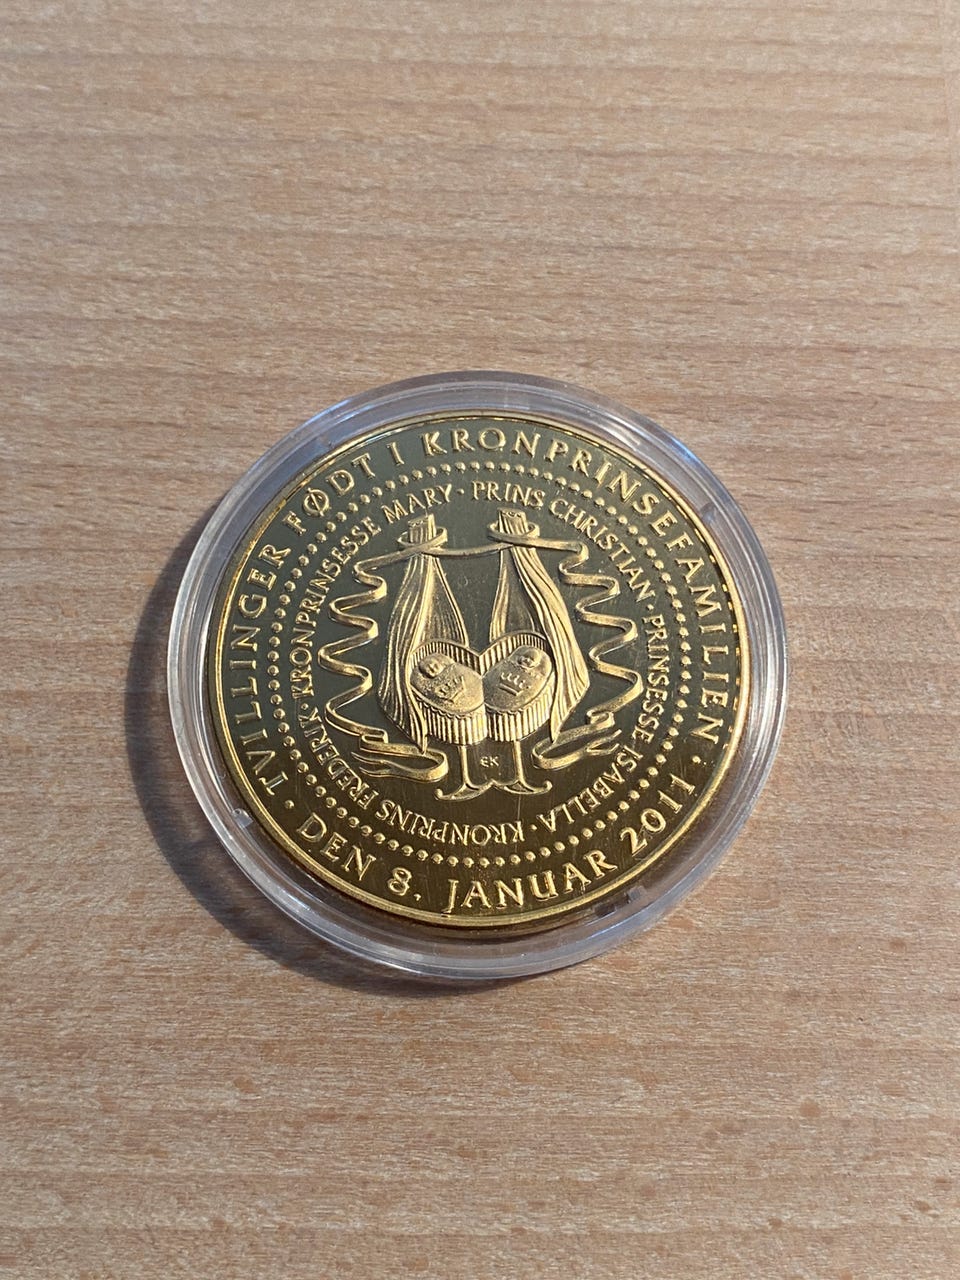 TVILLINGER FØDT I KRONPRINSEFAMILIEN ·
DEN 8. JANUAR 2011 ·
KRONPRINS FREDERIK · KRONPRINSESSE MARY · PRINS CHRISTIAN · PRINSESSE ISABELLA ·
EK